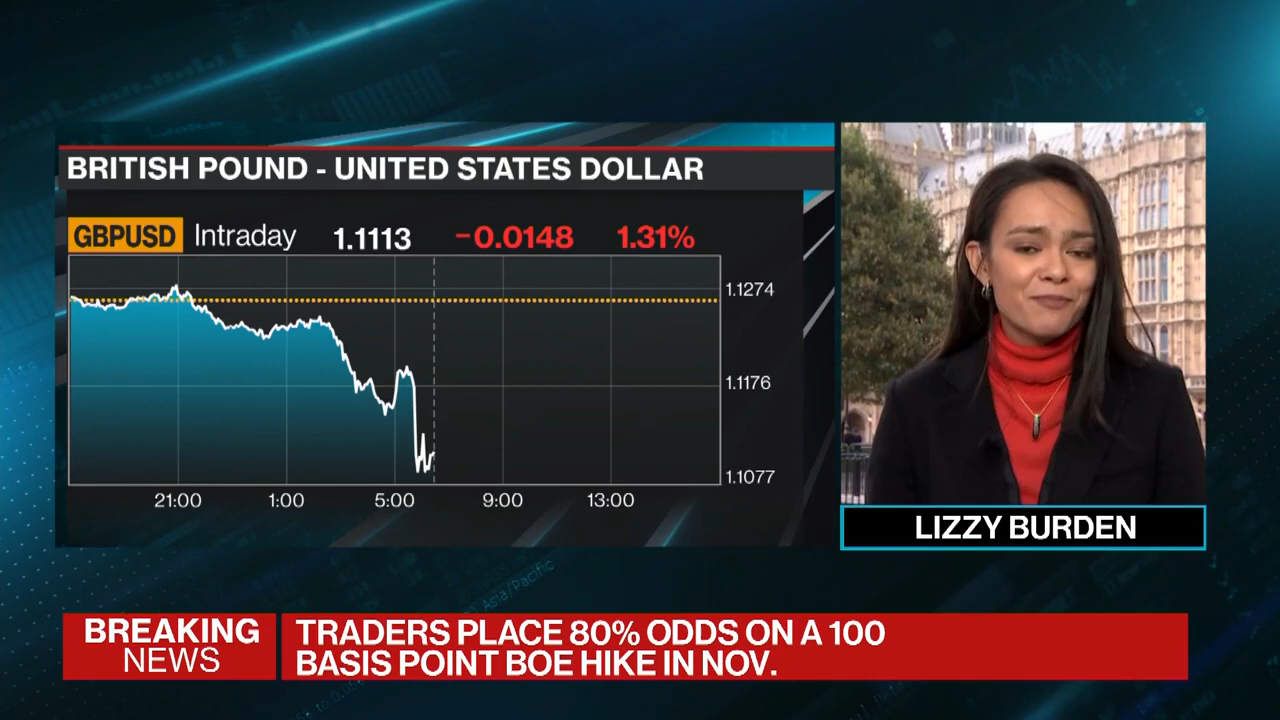 BRITISH POUND - UNITED STATES DOLLAR
GBPUSD Intraday 1.1113 −0.0148 1.31%
1.1274
1.1176
1.1077
21:00 1:00 5:00 9:00 13:00
LIZZY BURDEN
Asia/Pacific
BREAKING
NEWS
TRADERS PLACE 80% ODDS ON A 100
BASIS POINT BOE HIKE IN NOV.